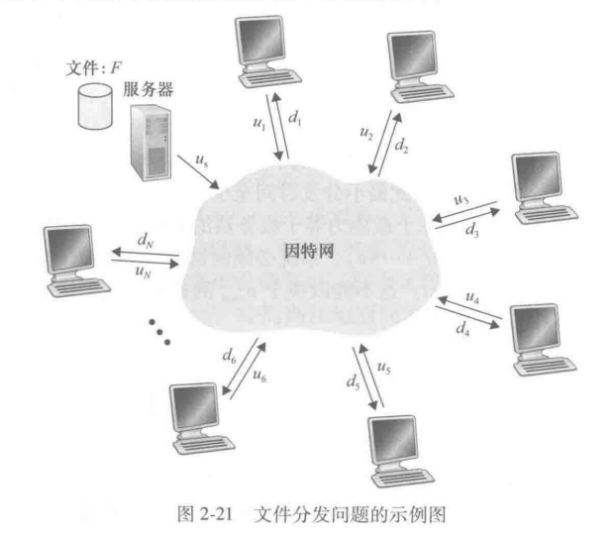 文件: F
服务器
u_s
u_1
d_1
u_2
d_2
u_3
d_3
d_N
u_N
因特网
u_4
d_4
d_6
u_6
d_5
u_5
图 2-21 文件分发问题的示例图